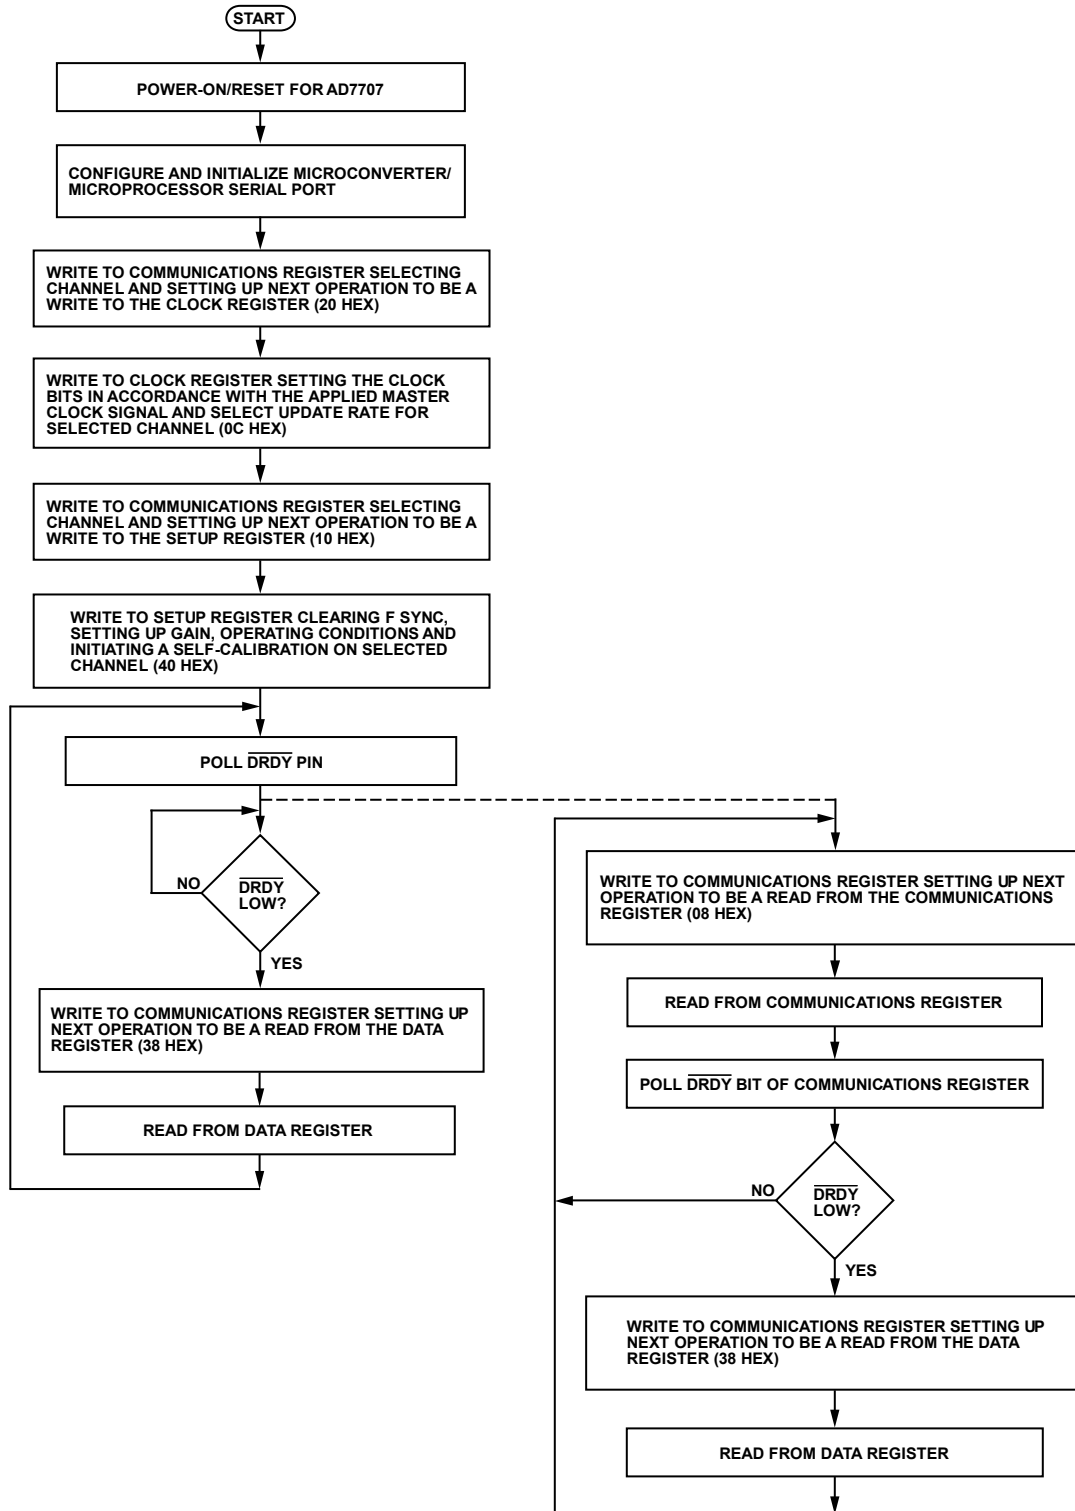 START
POWER-ON/RESET FOR AD7707
CONFIGURE AND INITIALIZE MICROCONVERTER/
MICROPROCESSOR SERIAL PORT
WRITE TO COMMUNICATIONS REGISTER SELECTING
CHANNEL AND SETTING UP NEXT OPERATION TO BE A
WRITE TO THE CLOCK REGISTER (20 HEX)
WRITE TO CLOCK REGISTER SETTING THE CLOCK
BITS IN ACCORDANCE WITH THE APPLIED MASTER
CLOCK SIGNAL AND SELECT UPDATE RATE FOR
SELECTED CHANNEL (0C HEX)
WRITE TO COMMUNICATIONS REGISTER SELECTING
CHANNEL AND SETTING UP NEXT OPERATION TO BE A
WRITE TO THE SETUP REGISTER (10 HEX)
WRITE TO SETUP REGISTER CLEARING F SYNC,
SETTING UP GAIN, OPERATING CONDITIONS AND
INITIATING A SELF-CALIBRATION ON SELECTED
CHANNEL (40 HEX)
POLL DRDY PIN
NO
DRDY
LOW?
YES
WRITE TO COMMUNICATIONS REGISTER SETTING UP
NEXT OPERATION TO BE A READ FROM THE DATA
REGISTER (38 HEX)
READ FROM DATA REGISTER
WRITE TO COMMUNICATIONS REGISTER SETTING UP NEXT
OPERATION TO BE A READ FROM THE COMMUNICATIONS
REGISTER (08 HEX)
READ FROM COMMUNICATIONS REGISTER
POLL DRDY BIT OF COMMUNICATIONS REGISTER
NO
DRDY
LOW?
YES
WRITE TO COMMUNICATIONS REGISTER SETTING UP
NEXT OPERATION TO BE A READ FROM THE DATA
REGISTER (38 HEX)
READ FROM DATA REGISTER